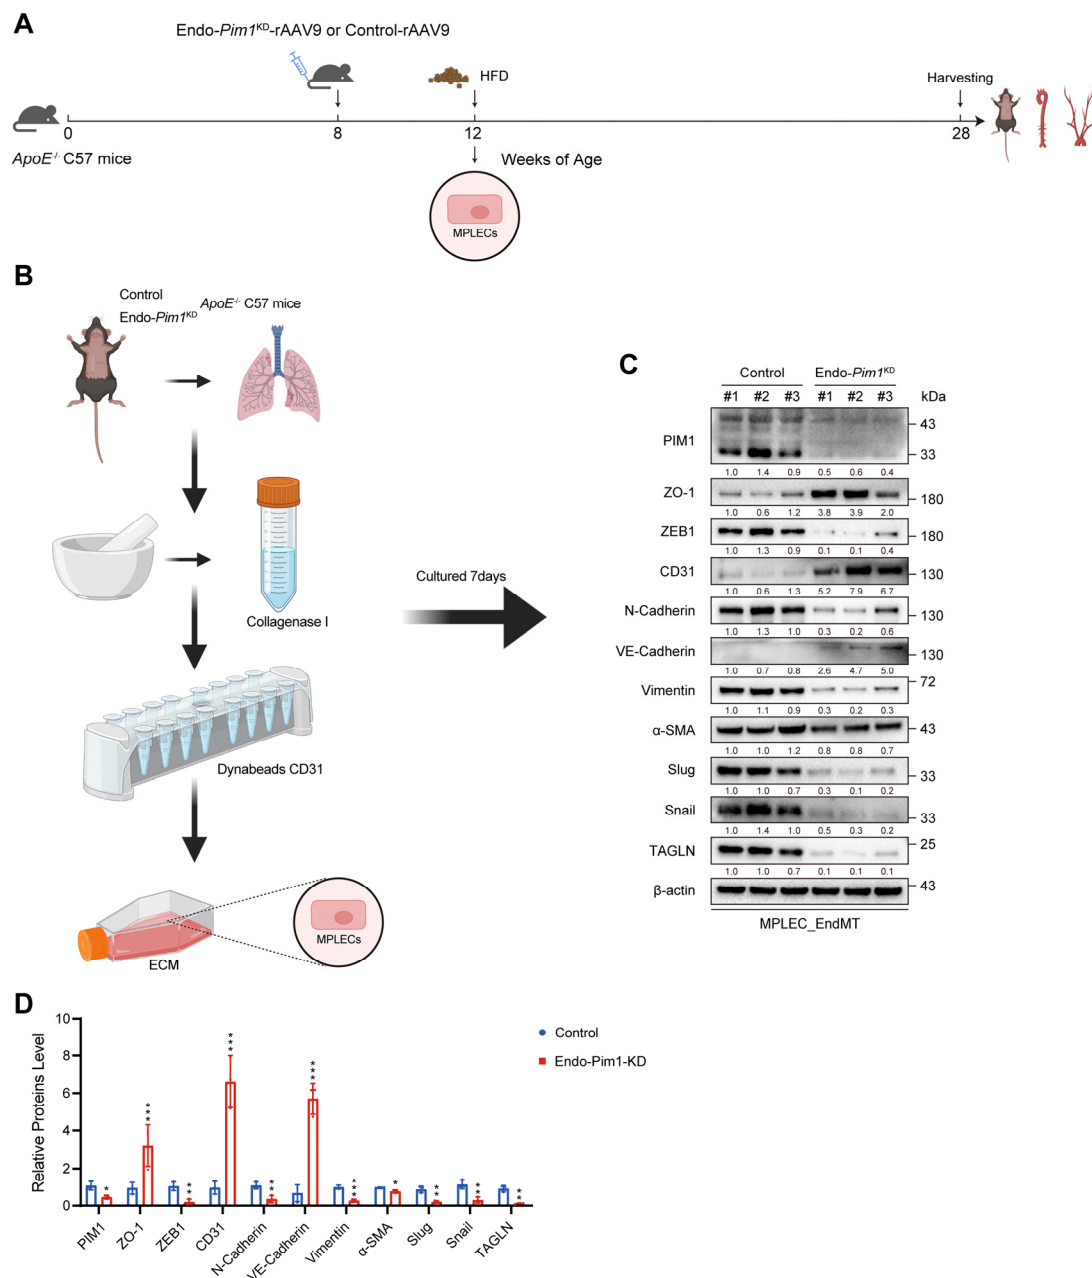 A
Endo-Pim1KD-rAAV9 or Control-rAAV9
HFD
Harvesting
0 8 12 28
ApoE-/- C57 mice
Weeks of Age
MPLECs
B
Control
Endo-Pim1KD
ApoE-/- C57 mice
Collagenase I
Cultured 7days
Dynabeads CD31
MPLECs
ECM
C
Control Endo-Pim1KD
#1 #2 #3 #1 #2 #3 kDa
PIM1 43
33
1.0 1.4 0.9 0.5 0.6 0.4
ZO-1 180
1.0 0.6 1.2 3.8 3.9 2.0
ZEB1 180
1.0 1.3 0.9 0.1 0.1 0.4
CD31 130
1.0 0.6 1.3 5.2 7.9 6.7
N-Cadherin 130
1.0 1.3 1.0 0.3 0.2 0.6
VE-Cadherin 130
1.0 0.7 0.8 2.6 4.7 5.0
Vimentin 72
1.0 1.1 0.9 0.3 0.2 0.3
α-SMA 43
1.0 1.0 1.2 0.8 0.8 0.7
Slug 33
1.0 1.0 0.7 0.3 0.1 0.2
Snail 33
1.0 1.4 1.0 0.5 0.3 0.2
TAGLN 25
1.0 1.0 0.7 0.1 0.1 0.1
β-actin 43
MPLEC_EndMT
D
Relative Proteins Level
10
8
6
4
2
0
*
***
**
***
**
***
***
*
**
**
**
PIM1 ZO-1 ZEB1 CD31 N-Cadherin VE-Cadherin Vimentin α-SMA Slug Snail TAGLN
Control
Endo-Pim1-KD